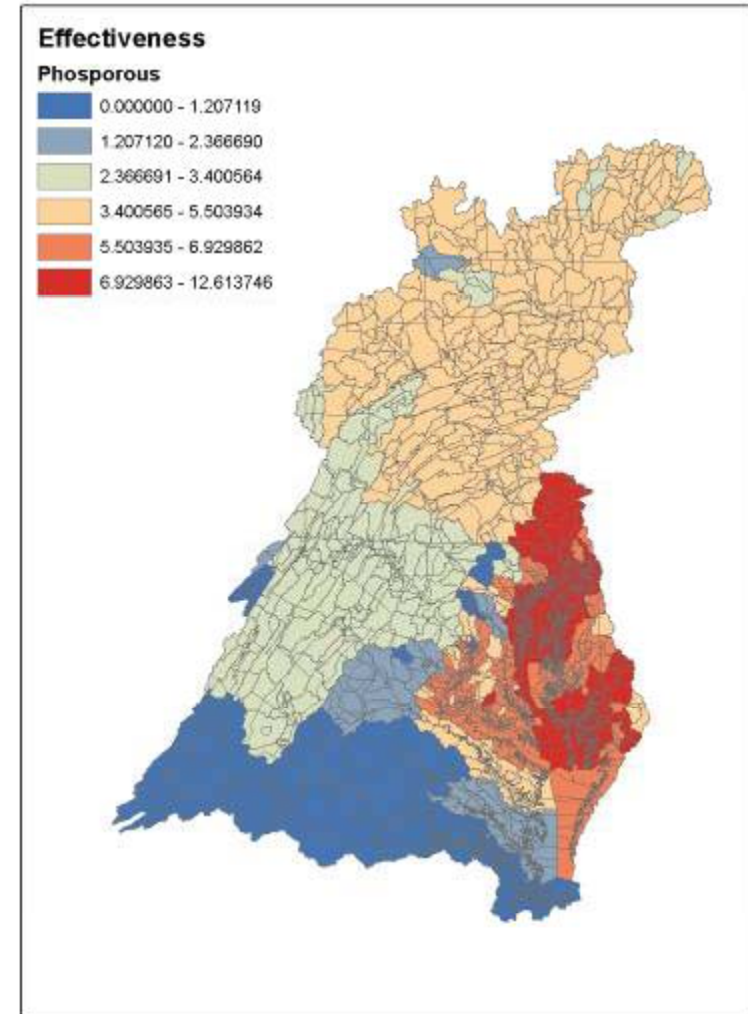 Effectiveness
Phosporous
0.000000 - 1.207119
1.207120 - 2.366690
2.366691 - 3.400564
3.400565 - 5.503934
5.503935 - 6.929862
6.929863 - 12.613746